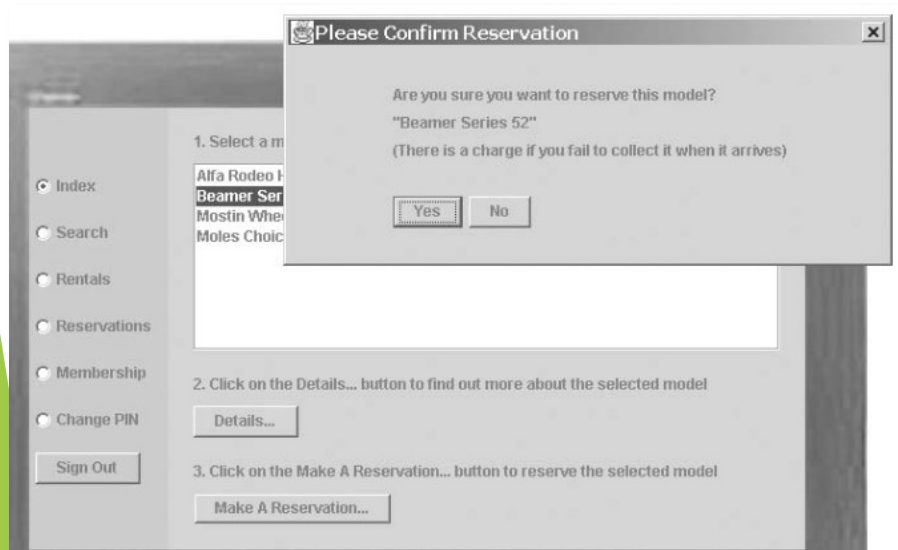 Please Confirm Reservation
Are you sure you want to reserve this model?
"Beamer Series 52"
(There is a charge if you fail to collect it when it arrives)
Yes No
1. Select a m
Alfa Rodeo H
Beamer Ser
Mostin Whe
Moles Choic
Index
Search
Rentals
Reservations
Membership
Change PIN
Sign Out
2. Click on the Details... button to find out more about the selected model
Details...
3. Click on the Make A Reservation... button to reserve the selected model
Make A Reservation...